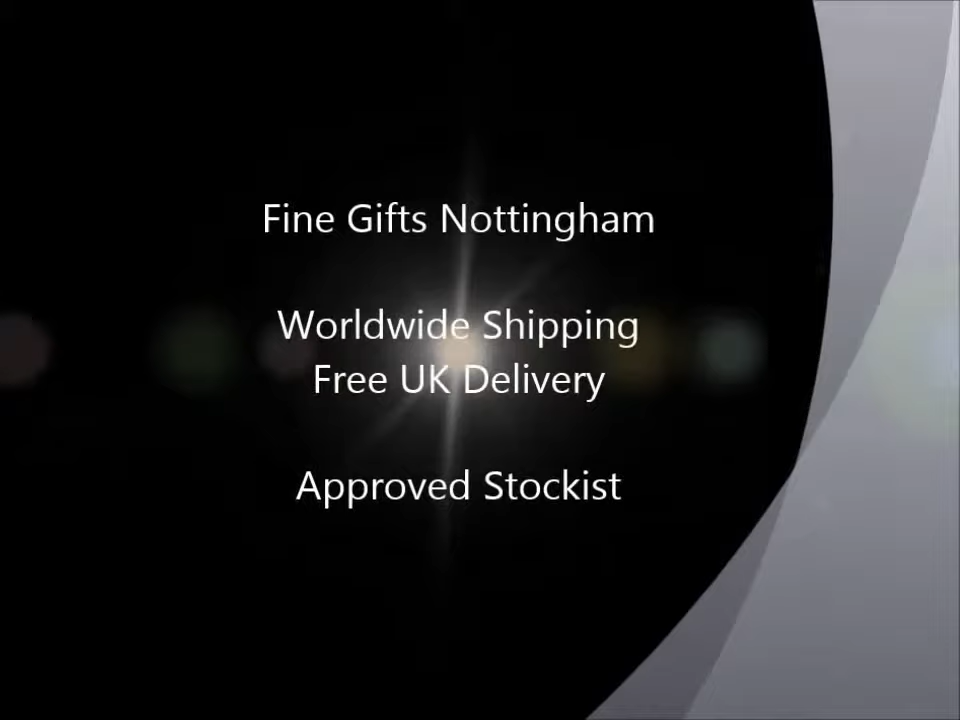 Fine Gifts Nottingham
Worldwide Shipping
Free UK Delivery
Approved Stockist